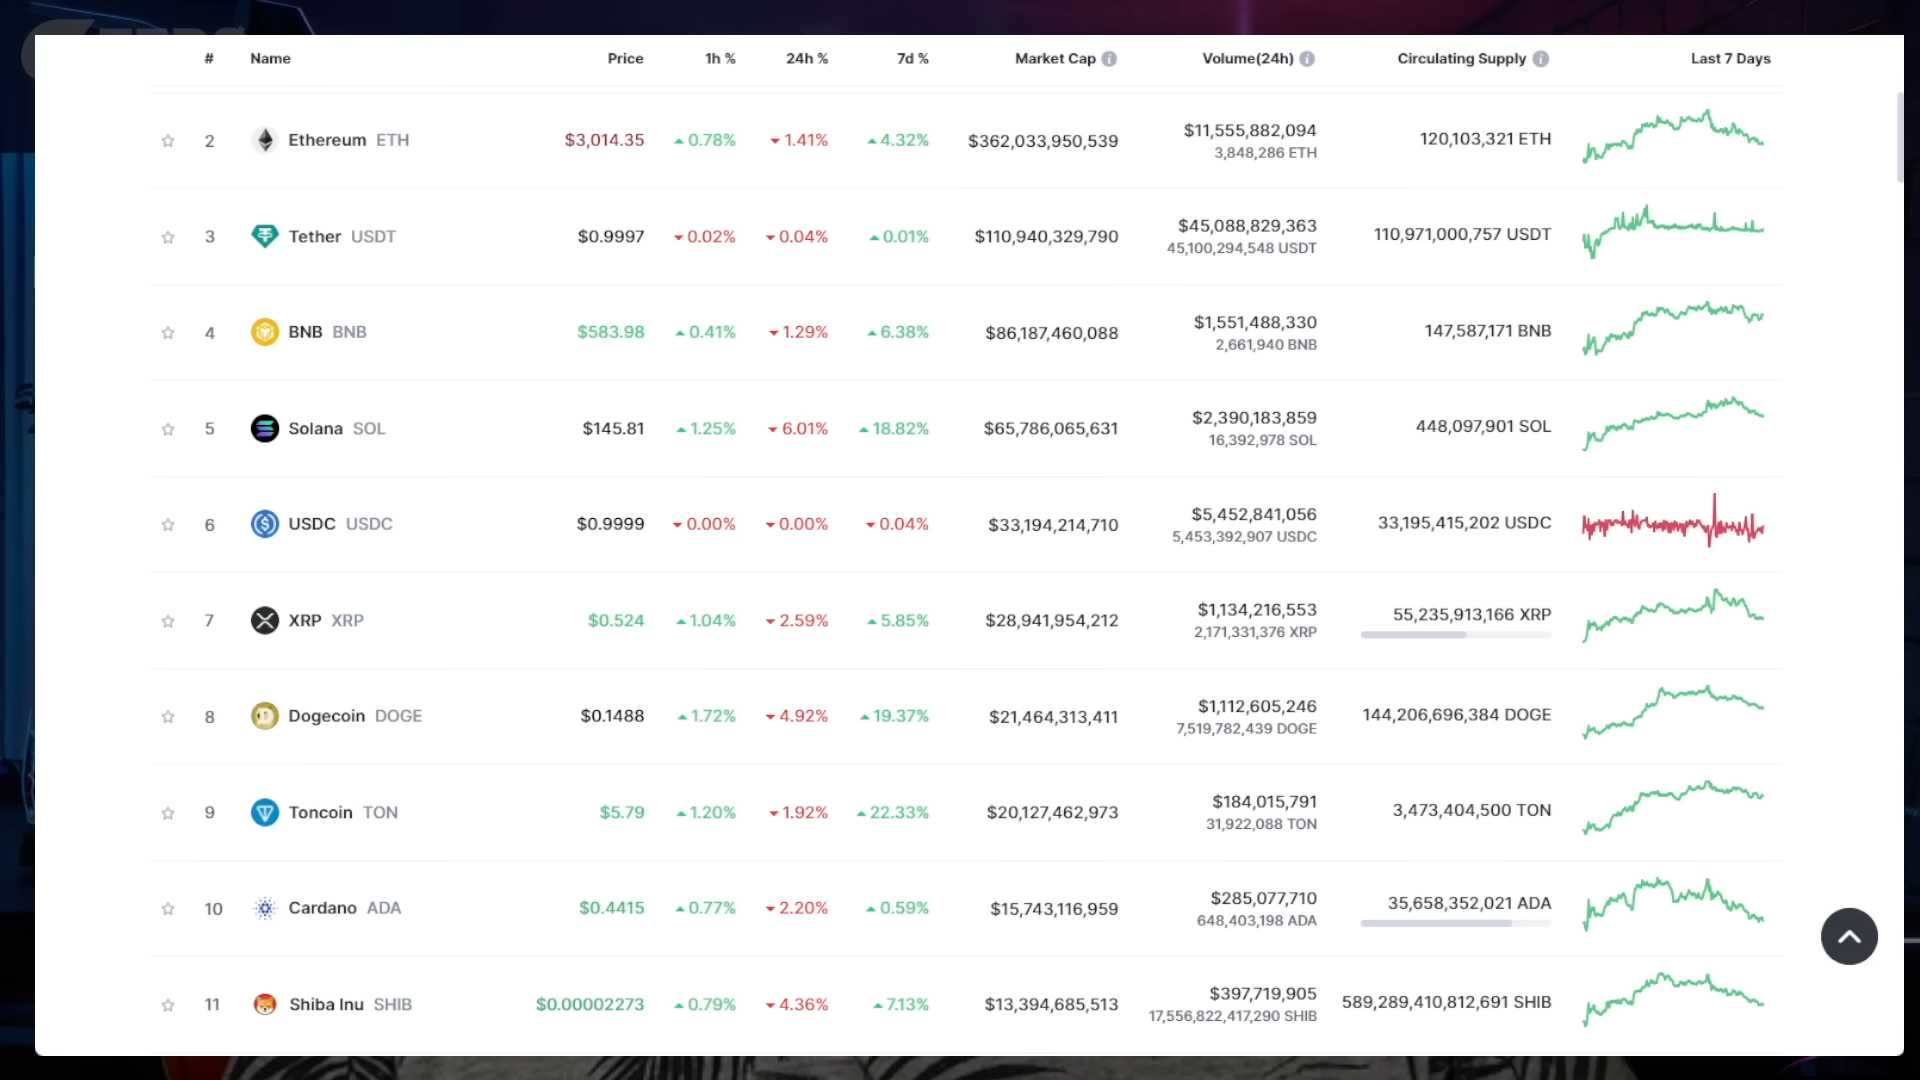 # Name Price 1h % 24h % 7d % Market Cap Volume(24h) Circulating Supply Last 7 Days
2 Ethereum ETH $3,014.35 0.78% 1.41% 4.32% $362,033,950,539 $11,555,882,094 120,103,321 ETH
3,848,286 ETH
3 Tether USDT $0.9997 0.02% 0.04% 0.01% $110,940,329,790 $45,088,829,363 110,971,000,757 USDT
45,100,294,548 USDT
4 BNB BNB $583.98 0.41% 1.29% 6.38% $86,187,460,088 $1,551,488,330 147,587,171 BNB
2,661,940 BNB
5 Solana SOL $145.81 1.25% 6.01% 18.82% $65,786,065,631 $2,390,183,859 448,097,901 SOL
16,392,978 SOL
6 USDC USDC $0.9999 0.00% 0.00% 0.04% $33,194,214,710 $5,452,841,056 33,195,415,202 USDC
5,453,392,907 USDC
7 XRP XRP $0.524 1.04% 2.59% 5.85% $28,941,954,212 $1,134,216,553 55,235,913,166 XRP
2,171,331,376 XRP
8 Dogecoin DOGE $0.1488 1.72% 4.92% 19.37% $21,464,313,411 $1,112,605,246 144,206,696,384 DOGE
7,519,782,439 DOGE
9 Toncoin TON $5.79 1.20% 1.92% 22.33% $20,127,462,973 $184,015,791 3,473,404,500 TON
31,922,088 TON
10 Cardano ADA $0.4415 0.77% 2.20% 0.59% $15,743,116,959 $285,077,710 35,658,352,021 ADA
648,403,198 ADA
11 Shiba Inu SHIB $0.00002273 0.79% 4.36% 7.13% $13,394,685,513 $397,719,905 589,289,410,812,691 SHIB
17,556,822,417,290 SHIB